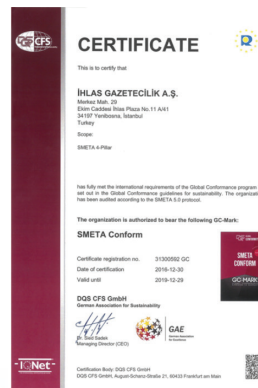 CFS
CERTIFICATE
This is to certify that
İHLAS GAZETECİLİK A.Ş.
Merkez Mah. 29
Ekim Caddesi İhlas Plaza No.11 A/41
34197 Yenibosna, İstanbul
Turkey
Scope:
SMETA 4-Pillar
has fully met the international requirements of the Global Conformance program
set out in the Global Conformance guidelines for sustainability. The organizati
has been audited according to the SMETA 5.0 protocol.
The organization is authorized to bear the following GC-Mark:
SMETA Conform
Certificate registration no. 31300592 GC
Date of certification 2016-12-30
Valid until 2019-12-29
SMETA
CONFORM
GC-MARK
DQS CFS GmbH
German Association for Sustainability
GAE
Dr. Sied Sadek
Managing Director (CEO)
IQNet
Certification Body: DQS CFS GmbH
DQS CFS GmbH, August-Schanz-Straße 21, 60433 Frankfurt am Main